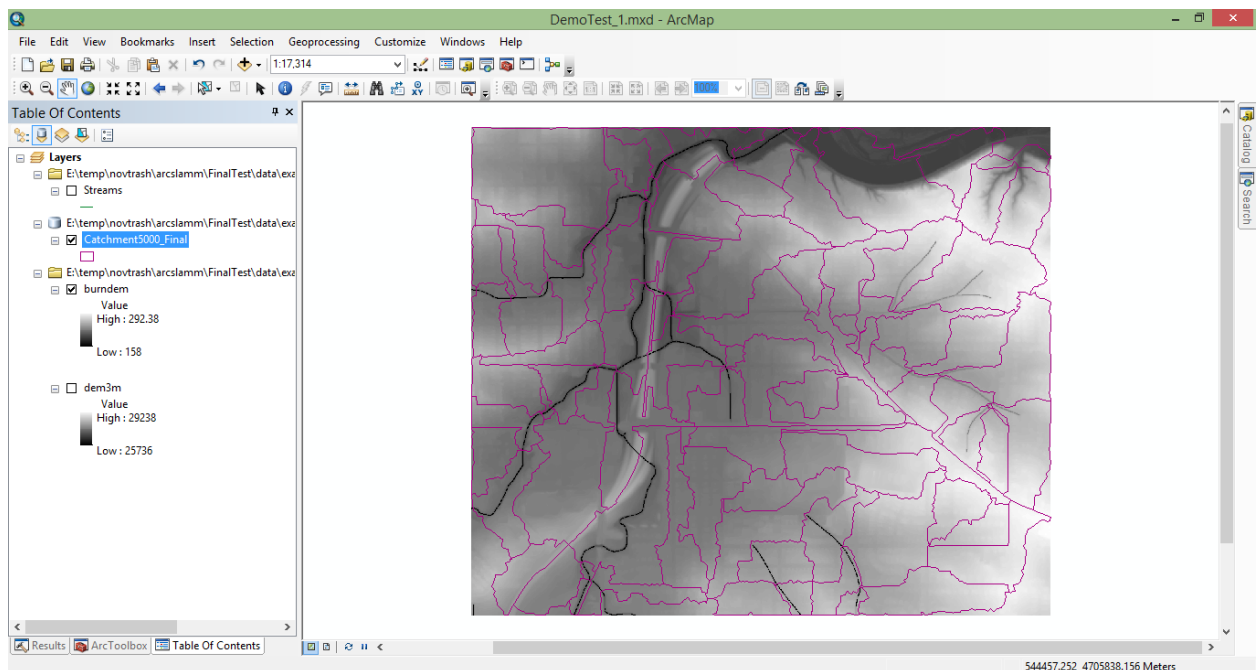 DemoTest_1.mxd - ArcMap
File Edit View Bookmarks Insert Selection Geoprocessing Customize Windows Help
1:17,314
100%
Table Of Contents
Layers
E:\temp\novtrash\arcslamm\FinalTest\data\exa
Streams
E:\temp\novtrash\arcslamm\FinalTest\data\exa
Catchment5000_Final
E:\temp\novtrash\arcslamm\FinalTest\data\exa
burndem
Value
High : 292.38
Low : 158
dem3m
Value
High : 29238
Low : 25736
Results ArcToolbox Table Of Contents
Catalog
Search
544457.252 4705838.156 Meters